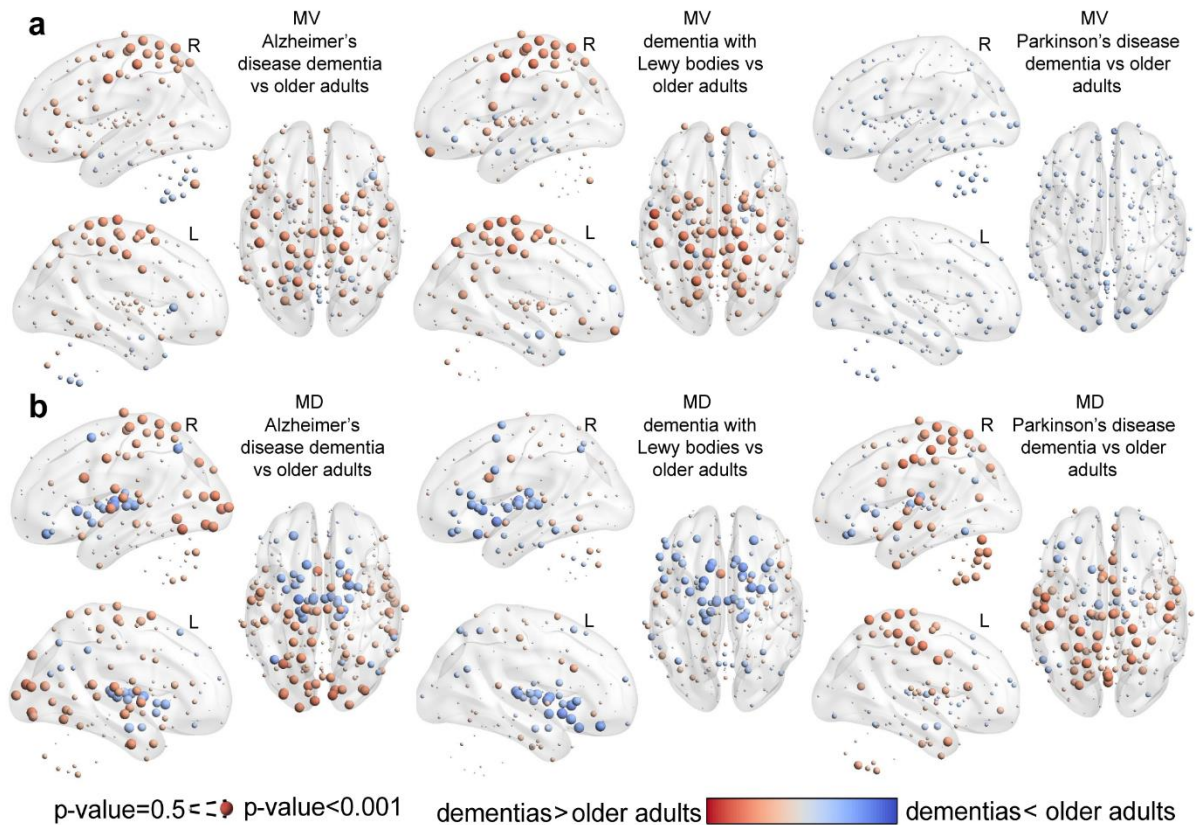 a
MV
Alzheimer's
disease dementia
vs older adults
R
L
MV
dementia with
Lewy bodies vs
older adults
R
L
MV
Parkinson's disease
dementia vs older
adults
R
L
b
MD
Alzheimer's
disease dementia
vs older adults
R
L
MD
dementia with
Lewy bodies vs
older adults
R
L
MD
Parkinson's disease
dementia vs older
adults
R
L
p-value=0.5
p-value<0.001
dementias> older adults
dementias< older adults